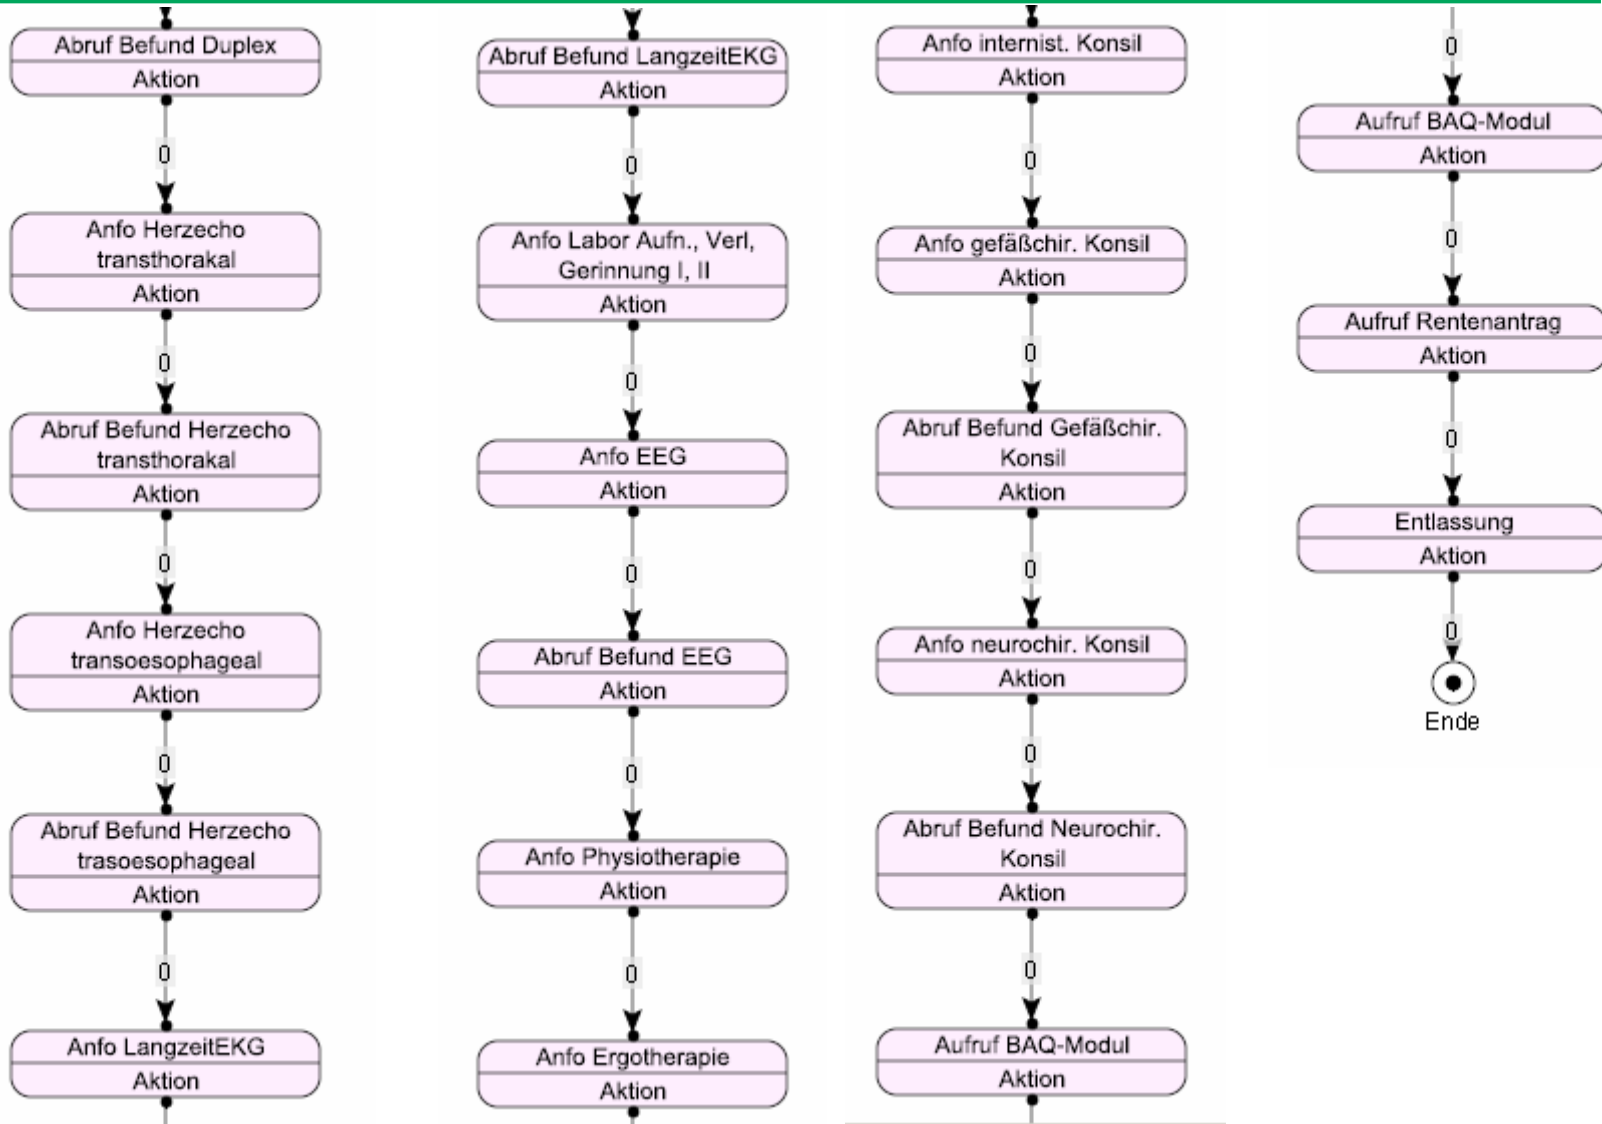 Abruf Befund Duplex
Aktion
0
Anfo Herzecho
transthorakal
Aktion
0
Abruf Befund Herzecho
transthorakal
Aktion
0
Anfo Herzecho
transoesophageal
Aktion
0
Abruf Befund Herzecho
trasoesophageal
Aktion
0
Anfo LangzeitEKG
Aktion
Abruf Befund LangzeitEKG
Aktion
0
Anfo Labor Aufn., Verl,
Gerinnung I, II
Aktion
0
Anfo EEG
Aktion
0
Abruf Befund EEG
Aktion
0
Anfo Physiotherapie
Aktion
0
Anfo Ergotherapie
Aktion
Anfo internist. Konsil
Aktion
0
Anfo gefäßchir. Konsil
Aktion
0
Abruf Befund Gefäßchir.
Konsil
Aktion
0
Anfo neurochir. Konsil
Aktion
0
Abruf Befund Neurochir.
Konsil
Aktion
0
Aufruf BAQ-Modul
Aktion
0
Aufruf BAQ-Modul
Aktion
0
Aufruf Rentenantrag
Aktion
0
Entlassung
Aktion
0
Ende